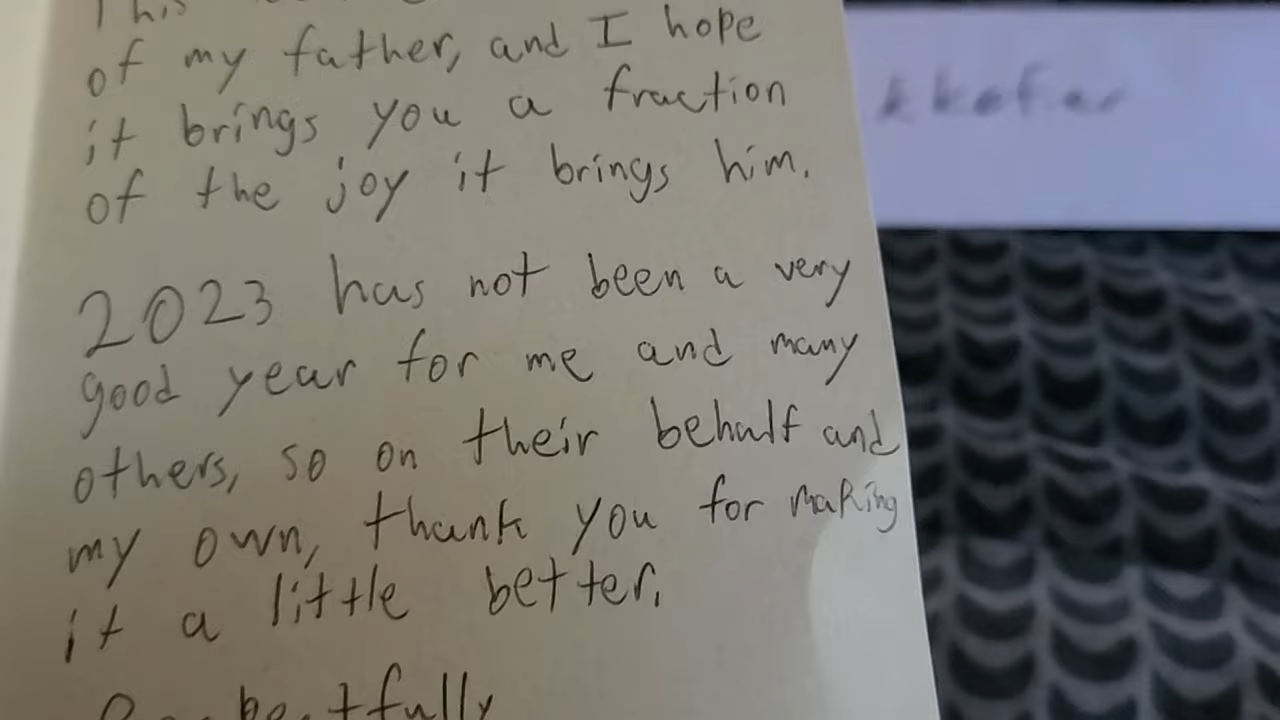 This
of my father, and I hope
it brings you a fraction
of the joy it brings him.
2023 has not been a very
good year for me and many
others, so on their behalf and
my own, thank you for making
it a little better.